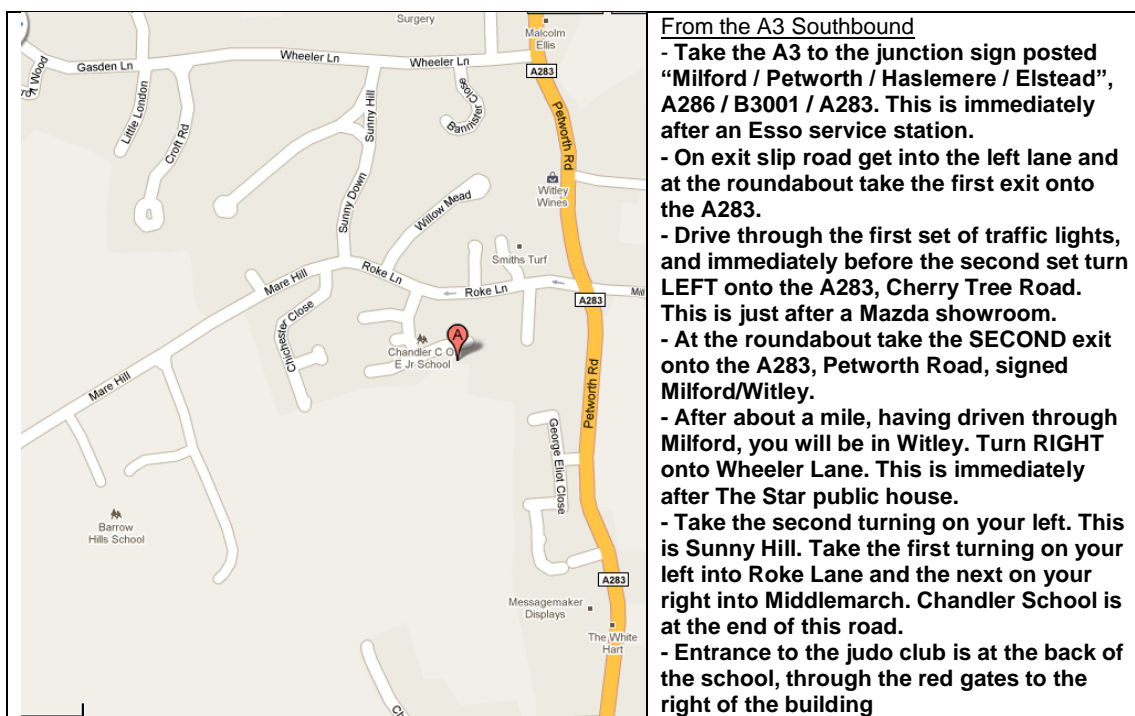 Surgery
Malcolm
Ellis
Wheeler Ln
Wheeler Ln
Gasden Ln
A283
Little London
Croft Rd
Sunny Hill
Bannister Close
Petworth Rd
Witley
Wines
Willow Mead
Sunny Down
Smiths Turf
Mare Hill
Roke Ln
Roke Ln
A283
Chichester Close
A
Chandler C O
E Jr School
Mare Hill
Petworth Rd
George Eliot Close
Barrow
Hills School
A283
Messagemaker
Displays
The White
Hart
From the A3 Southbound
- Take the A3 to the junction sign posted
“Milford / Petworth / Haslemere / Elstead”,
A286 / B3001 / A283. This is immediately
after an Esso service station.
- On exit slip road get into the left lane and
at the roundabout take the first exit onto
the A283.
- Drive through the first set of traffic lights,
and immediately before the second set turn
LEFT onto the A283, Cherry Tree Road.
This is just after a Mazda showroom.
- At the roundabout take the SECOND exit
onto the A283, Petworth Road, signed
Milford/Witley.
- After about a mile, having driven through
Milford, you will be in Witley. Turn RIGHT
onto Wheeler Lane. This is immediately
after The Star public house.
- Take the second turning on your left. This
is Sunny Hill. Take the first turning on your
left into Roke Lane and the next on your
right into Middlemarch. Chandler School is
at the end of this road.
- Entrance to the judo club is at the back of
the school, through the red gates to the
right of the building